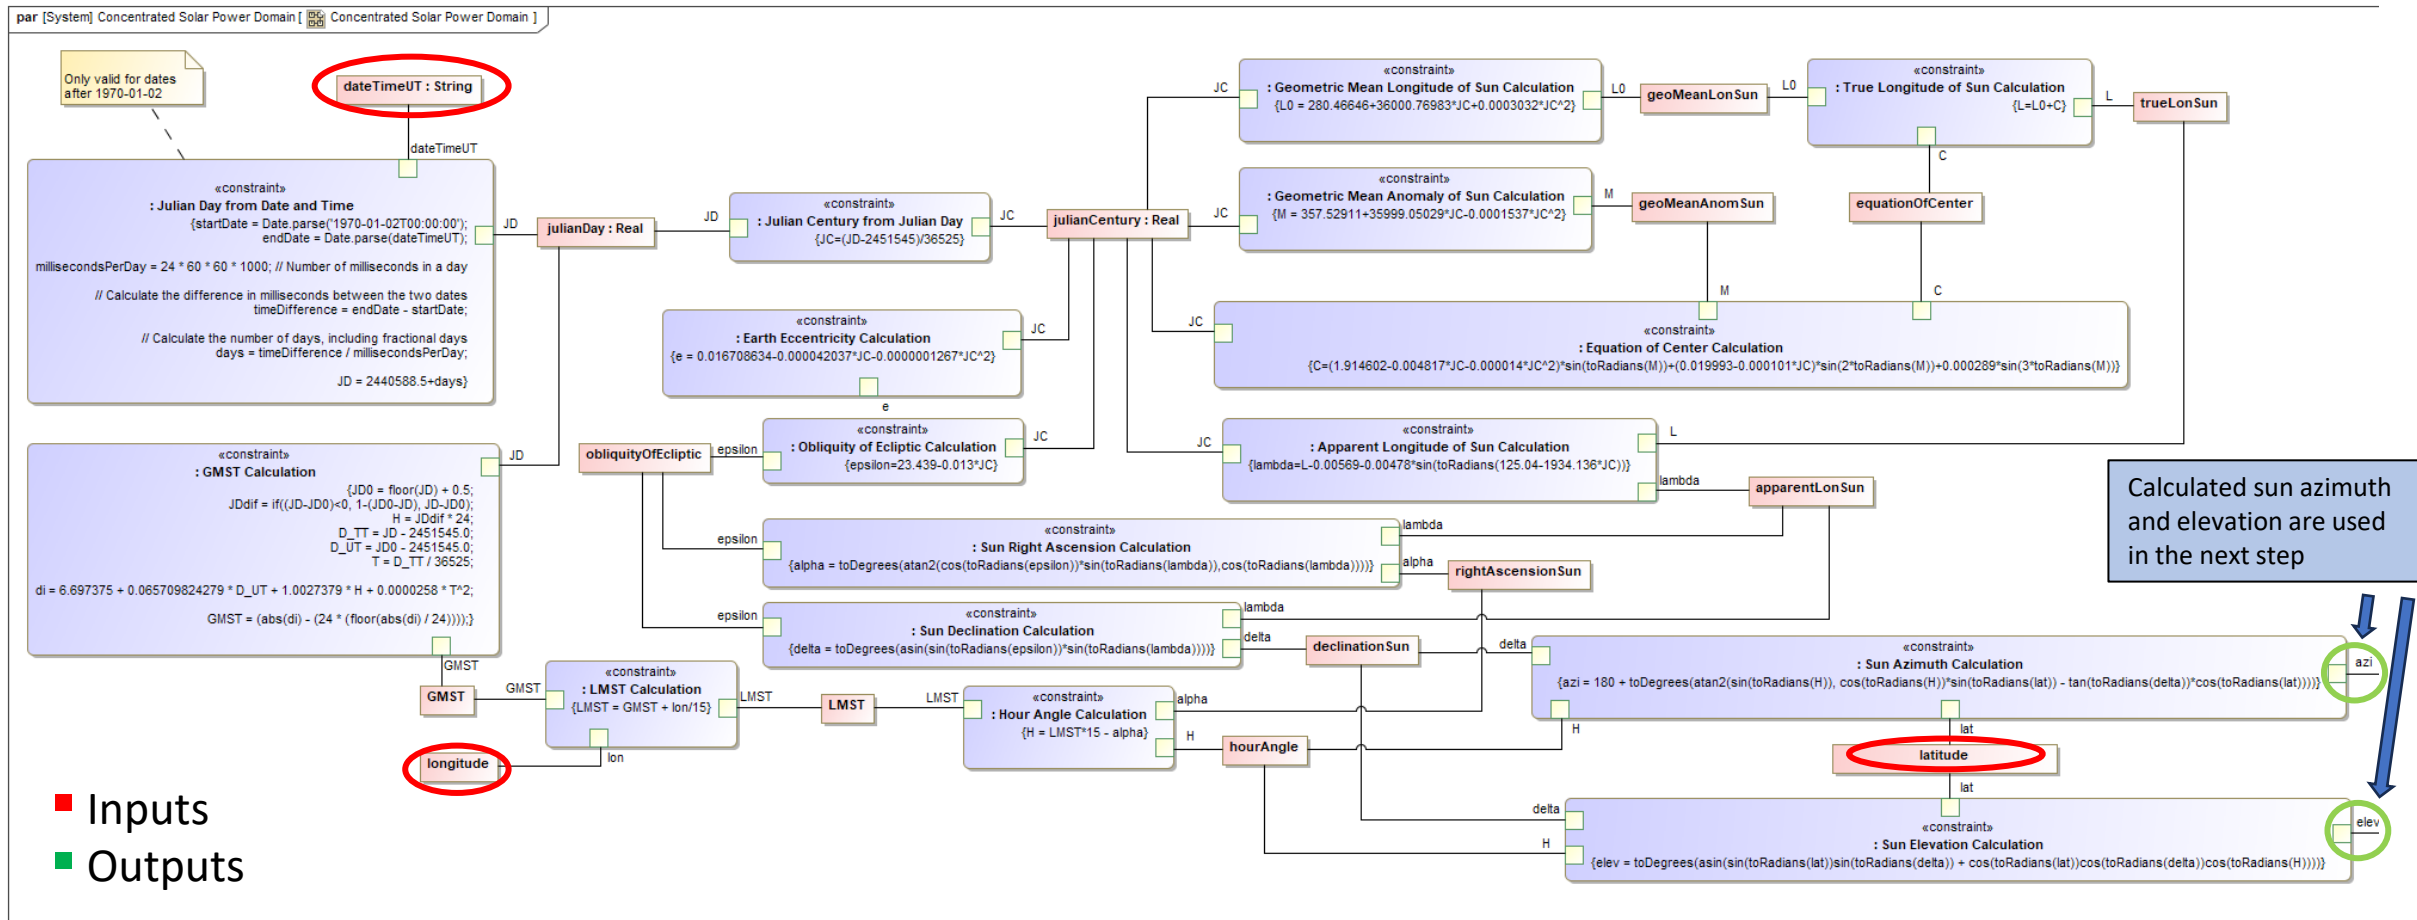 par [System] Concentrated Solar Power Domain [ Concentrated Solar Power Domain ]
Only valid for dates
after 1970-01-02
dateTimeUT : String
dateTimeUT
«constraint»
: Julian Day from Date and Time
{startDate = Date.parse('1970-01-02T00:00:00');
endDate = Date.parse(dateTimeUT);
millisecondsPerDay = 24 * 60 * 60 * 1000; // Number of milliseconds in a day
// Calculate the difference in milliseconds between the two dates
timeDifference = endDate - startDate;
// Calculate the number of days, including fractional days
days = timeDifference / millisecondsPerDay;
JD = 2440588.5+days}
JD
julianDay : Real
JD
«constraint»
: Julian Century from Julian Day
{JC=(JD-2451545)/36525}
JC
julianCentury : Real
JC
«constraint»
: Geometric Mean Longitude of Sun Calculation
{L0 = 280.46646+36000.76983*JC+0.0003032*JC^2}
L0
geoMeanLonSun
L0
«constraint»
: True Longitude of Sun Calculation
{L=L0+C}
L
trueLonSun
C
JC
«constraint»
: Geometric Mean Anomaly of Sun Calculation
{M = 357.52911+35999.05029*JC-0.0001537*JC^2}
M
geoMeanAnomSun
equationOfCenter
M
C
JC
«constraint»
: Equation of Center Calculation
{C=(1.914602-0.004817*JC-0.000014*JC^2)*sin(toRadians(M))+(0.019993-0.000101*JC)*sin(2*toRadians(M))+0.000289*sin(3*toRadians(M))}
«constraint»
: Earth Eccentricity Calculation
{e = 0.016708634-0.000042037*JC-0.0000001267*JC^2}
JC
e
obliquityOfEcliptic
epsilon
«constraint»
: Obliquity of Ecliptic Calculation
{epsilon=23.439-0.013*JC}
JC
JC
«constraint»
: Apparent Longitude of Sun Calculation
{lambda=L-0.00569-0.00478*sin(toRadians(125.04-1934.136*JC))}
L
lambda
apparentLonSun
«constraint»
: GMST Calculation
{JD0 = floor(JD) + 0.5;
JDdif = if((JD-JD0)<0, 1-(JD0-JD), JD-JD0);
H = JDdif * 24;
D_TT = JD - 2451545.0;
D_UT = JD0 - 2451545.0;
T = D_TT / 36525;
di = 6.697375 + 0.065709824279 * D_UT + 1.0027379 * H + 0.0000258 * T^2;
GMST = (abs(di) - (24 * (floor(abs(di) / 24))));}
JD
GMST
epsilon
«constraint»
: Sun Right Ascension Calculation
{alpha = toDegrees(atan2(cos(toRadians(epsilon))*sin(toRadians(lambda)),cos(toRadians(lambda))))}
lambda
alpha
rightAscensionSun
epsilon
«constraint»
: Sun Declination Calculation
{delta = toDegrees(asin(sin(toRadians(epsilon))*sin(toRadians(lambda))))}
lambda
delta
declinationSun
delta
Calculated sun azimuth
and elevation are used
in the next step
«constraint»
: Sun Azimuth Calculation
{azi = 180 + toDegrees(atan2(sin(toRadians(H)), cos(toRadians(H))*sin(toRadians(lat)) - tan(toRadians(delta))*cos(toRadians(lat))))}
azi
H
lat
GMST
GMST
«constraint»
: LMST Calculation
{LMST = GMST + lon/15}
LMST
LMST
LMST
«constraint»
: Hour Angle Calculation
{H = LMST*15 - alpha}
alpha
H
hourAngle
longitude
lon
latitude
lat
delta
H
«constraint»
: Sun Elevation Calculation
{elev = toDegrees(asin(sin(toRadians(lat))sin(toRadians(delta)) + cos(toRadians(lat))cos(toRadians(delta))cos(toRadians(H))))}
elev
Inputs
Outputs